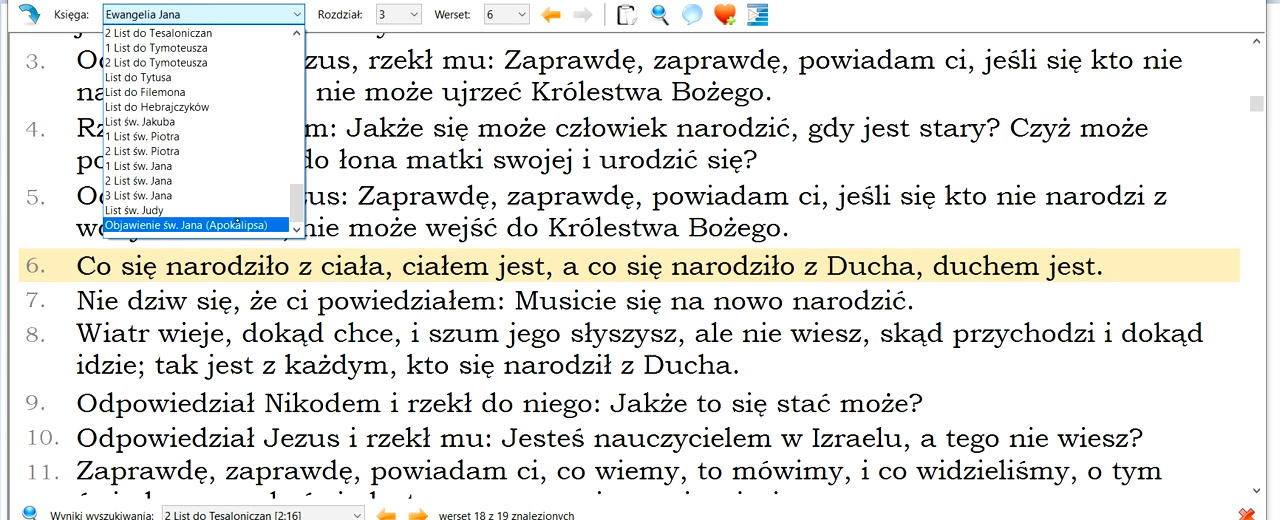 Księga: Ewangelia Jana Rozdział: 3 Werset: 6
2 List do Tesaloniczan
1 List do Tymoteusza
2 List do Tymoteusza
List do Tytusa
List do Filemona
List do Hebrajczyków
List św. Jakuba
1 List św. Piotra
2 List św. Piotra
1 List św. Jana
2 List św. Jana
3 List św. Jana
List św. Judy
Objawienie św. Jana (Apokalipsa)
3. rzekł mu: Zaprawdę, zaprawdę, powiadam ci, jeśli się kto nie
nie może ujrzeć Królestwa Bożego.
4. Jakże się może człowiek narodzić, gdy jest stary? Czyż może
do łona matki swojej i urodzić się?
5. Zaprawdę, zaprawdę, powiadam ci, jeśli się kto nie narodzi z
nie może wejść do Królestwa Bożego.
6. Co się narodziło z ciała, ciałem jest, a co się narodziło z Ducha, duchem jest.
7. Nie dziw się, że ci powiedziałem: Musicie się na nowo narodzić.
8. Wiatr wieje, dokąd chce, i szum jego słyszysz, ale nie wiesz, skąd przychodzi i dokąd
idzie; tak jest z każdym, kto się narodził z Ducha.
9. Odpowiedział Nikodem i rzekł do niego: Jakże to się stać może?
10. Odpowiedział Jezus i rzekł mu: Jesteś nauczycielem w Izraelu, a tego nie wiesz?
11. Zaprawdę, zaprawdę, powiadam ci, co wiemy, to mówimy, i co widzieliśmy, o tym
Wyniki wyszukiwania: 2 List do Tesaloniczan [2:16] werset 18 z 19 znalezionych